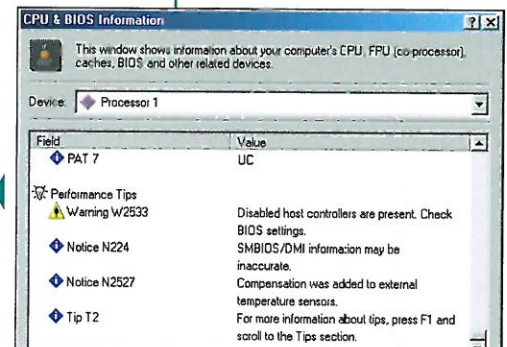 CPU & BIOS Information
This window shows information about your computer's CPU, FPU (co-processor),
caches, BIOS and other related devices.
Device: Processor 1
Field Value
PAT 7 UC
Performance Tips
Warning W2533 Disabled host controllers are present. Check
BIOS settings.
Notice N224 SMBIOS/DMI information may be
inaccurate.
Notice N2527 Compensation was added to external
temperature sensors.
Tip T2 For more information about tips, press F1 and
scroll to the Tips section.